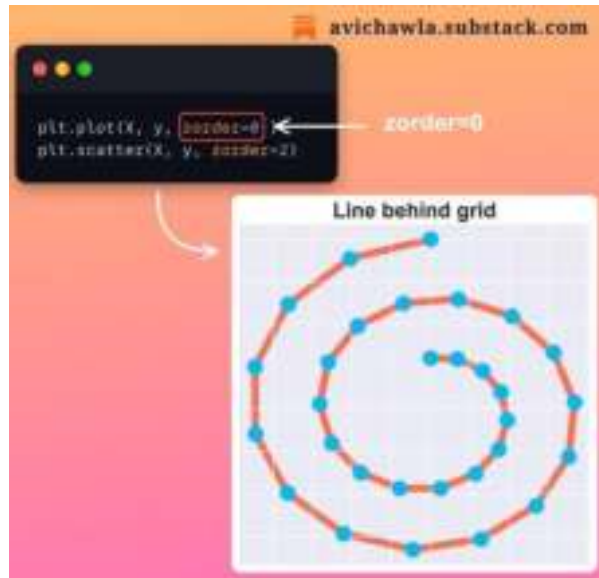 avichawla.substack.com
plt.plot(X, y, zorder=0 )
zorder=0
plt.scatter(X, y, zorder=2)
Line behind grid